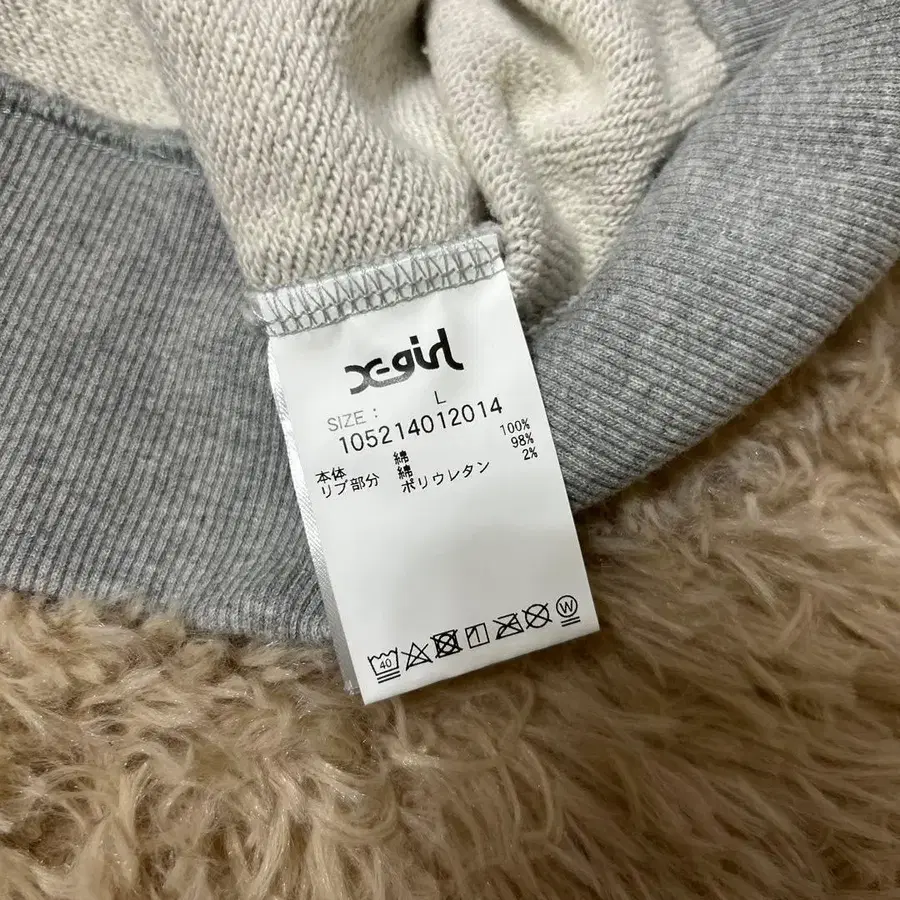 X-girl
SIZE : L
105214012014
本体 綿 100%
リブ部分 綿 98%
ポリウレタン 2%
40
W